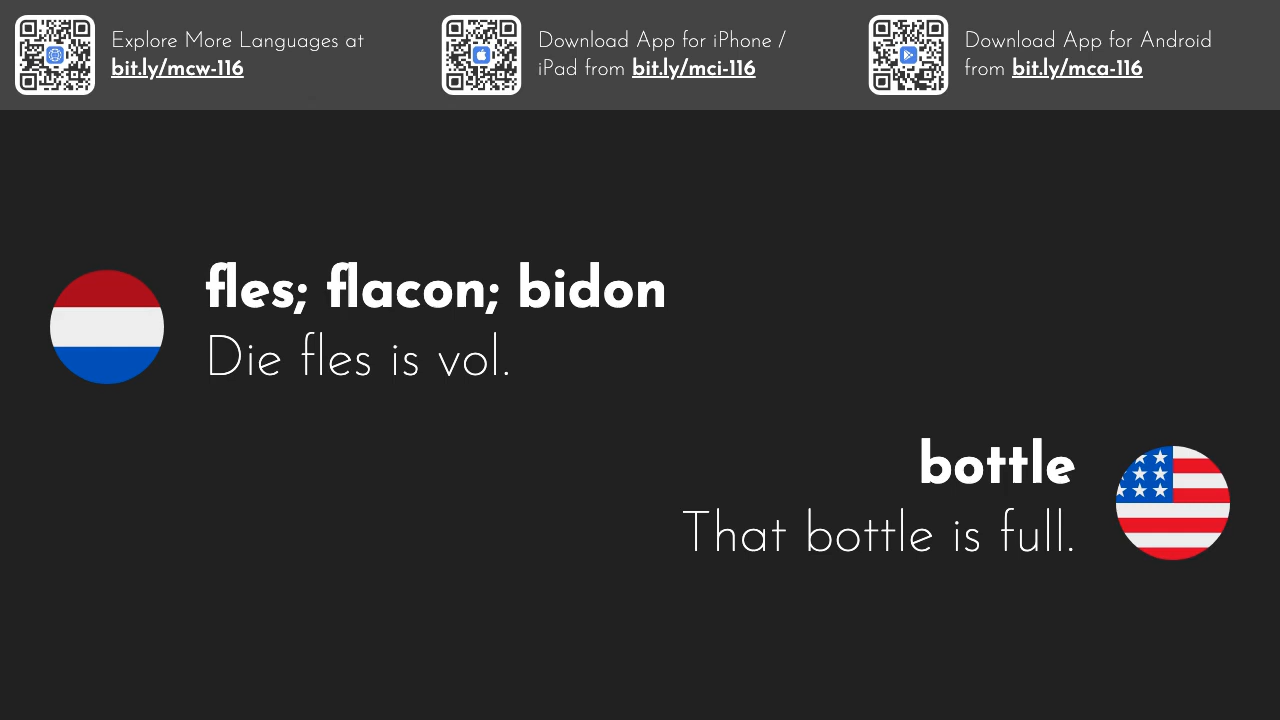 Explore More Languages at
bit.ly/mcw-116
Download App for iPhone /
iPad from bit.ly/mci-116
Download App for Android
from bit.ly/mca-116
fles; flacon; bidon
Die fles is vol.
bottle
That bottle is full.